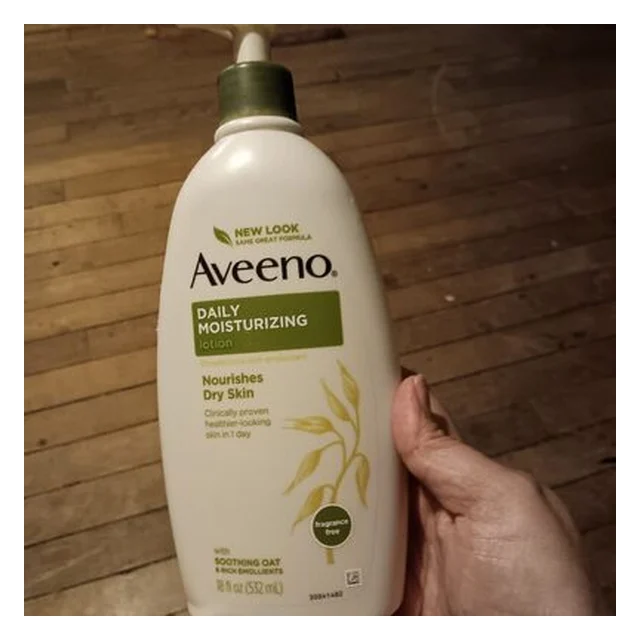 NEW LOOK
SAME GREAT FORMULA
Aveeno®
DAILY
MOISTURIZING
lotion
Nourishes
Dry Skin
Clinically proven
healthier-looking
skin in 1 day
fragrance
free
with
SOOTHING OAT
& RICH EMOLLIENTS
18 fl oz (532 mL)